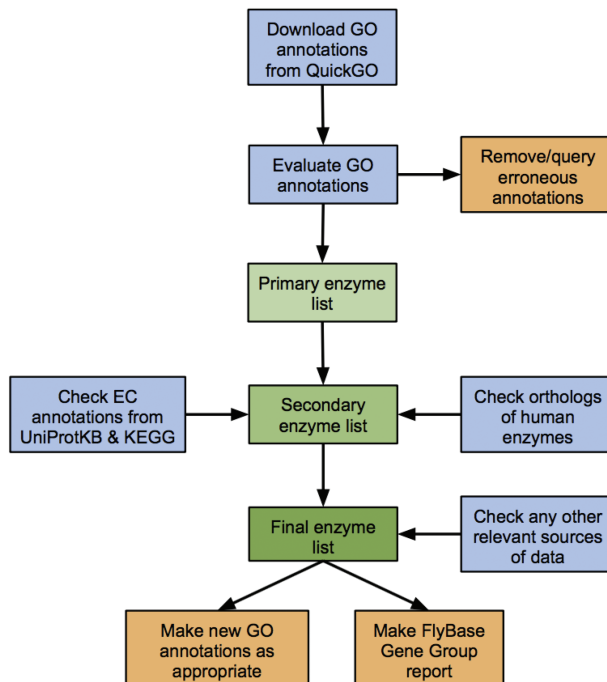 Download GO
annotations
from QuickGO
Evaluate GO
annotations
Remove/query
erroneous
annotations
Primary enzyme
list
Check EC
annotations from
UniProtKB & KEGG
Secondary
enzyme list
Check orthologs
of human
enzymes
Final enzyme
list
Check any other
relevant sources
of data
Make new GO
annotations as
appropriate
Make FlyBase
Gene Group
report